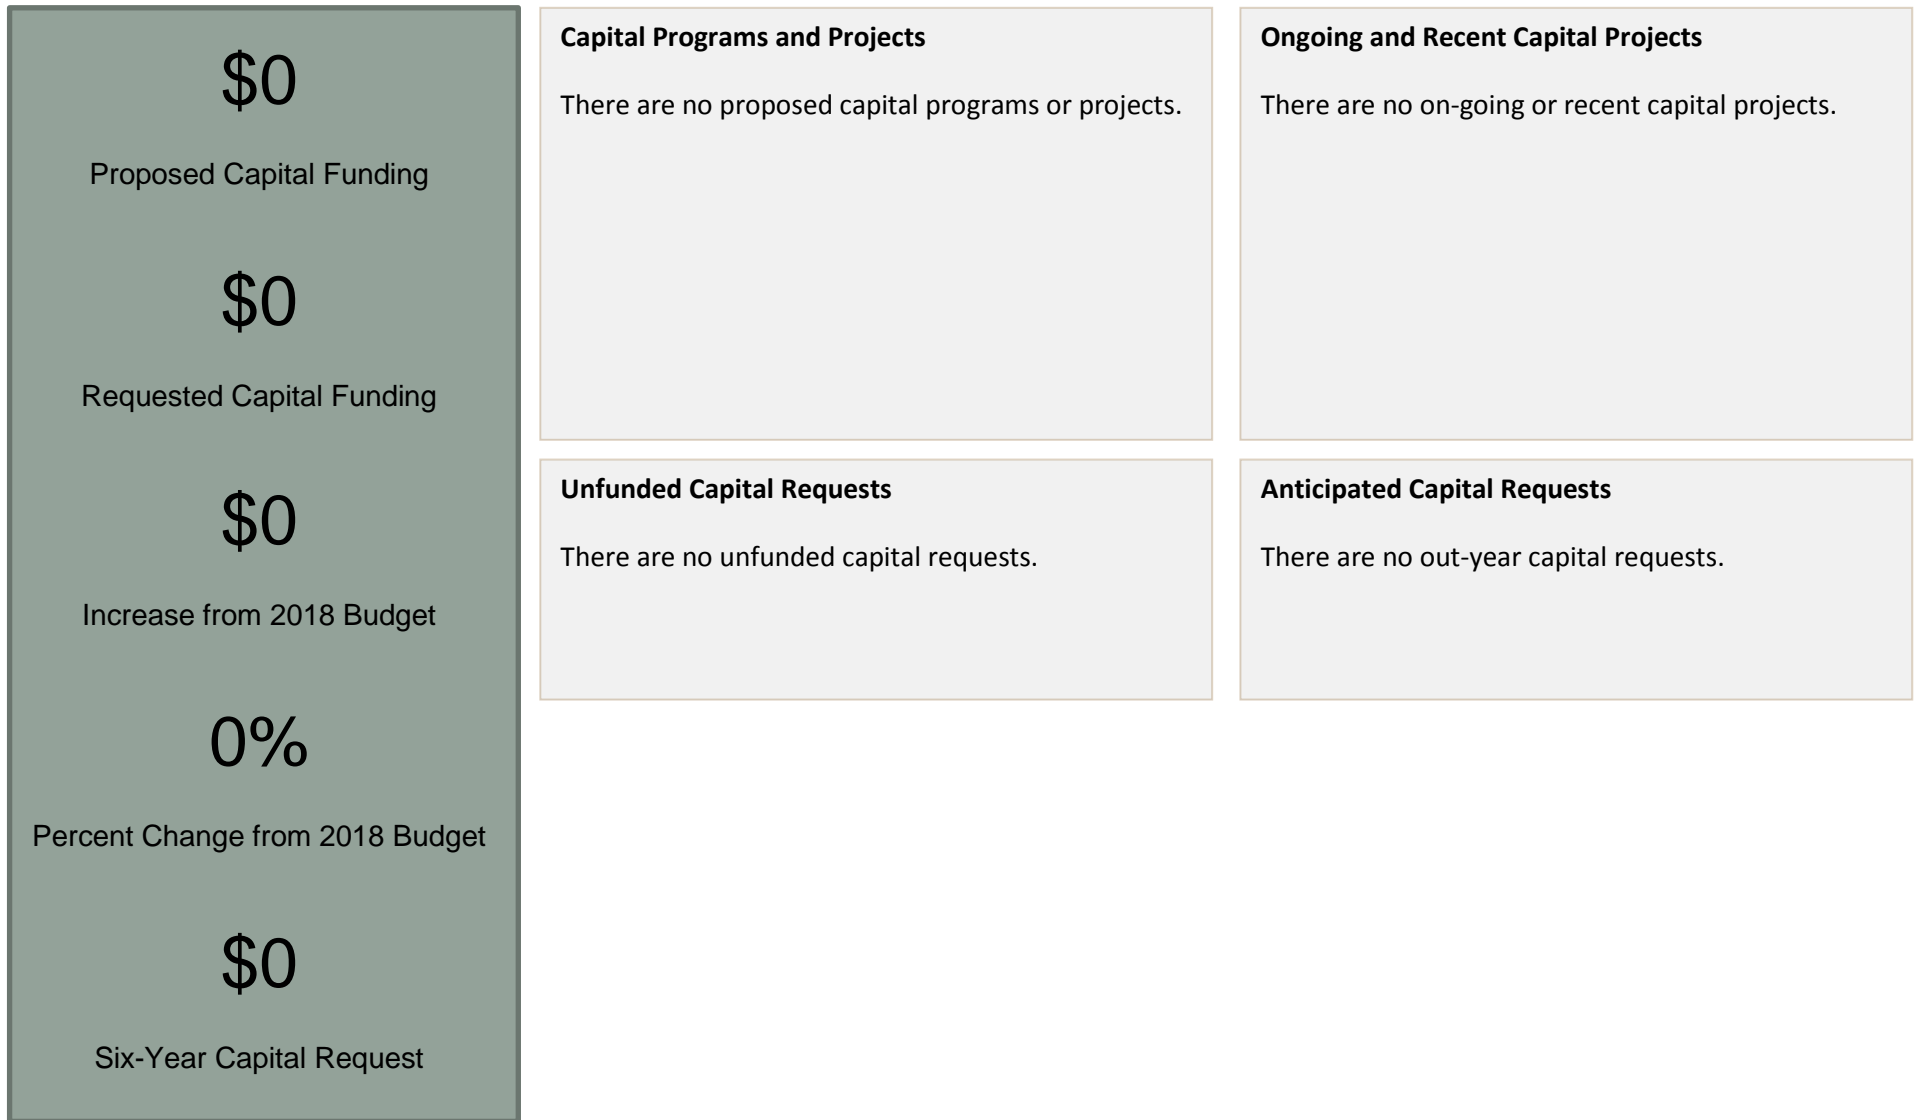 $0
Proposed Capital Funding
$0
Requested Capital Funding
$0
Increase from 2018 Budget
0%
Percent Change from 2018 Budget
$0
Six-Year Capital Request
Capital Programs and Projects
There are no proposed capital programs or projects.
Ongoing and Recent Capital Projects
There are no on-going or recent capital projects.
Unfunded Capital Requests
There are no unfunded capital requests.
Anticipated Capital Requests
There are no out-year capital requests.